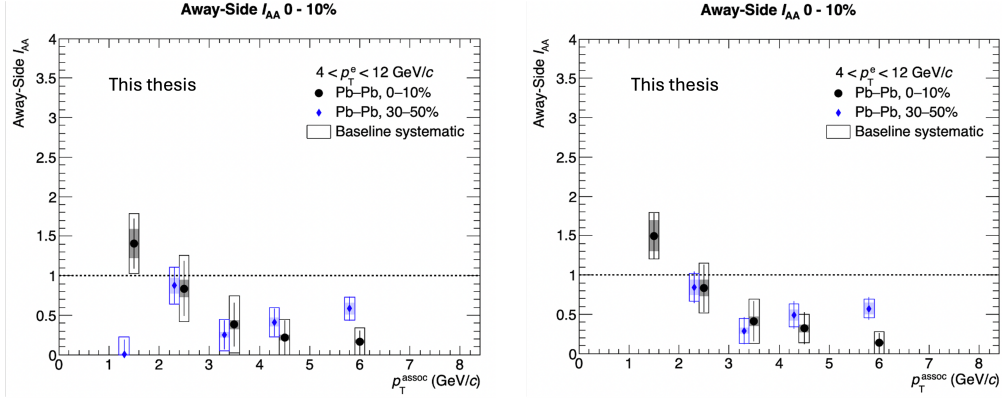 Away-Side I_AA 0 - 10%
Away-Side I_AA
4
3.5
3
2.5
2
1.5
1
0.5
0
This thesis
4 < p_T^e < 12 GeV/c
Pb–Pb, 0–10%
Pb–Pb, 30–50%
Baseline systematic
0 1 2 3 4 5 6 7 8
p_T^assoc (GeV/c)
Away-Side I_AA 0 - 10%
Away-Side I_AA
4
3.5
3
2.5
2
1.5
1
0.5
0
This thesis
4 < p_T^e < 12 GeV/c
Pb–Pb, 0–10%
Pb–Pb, 30–50%
Baseline systematic
0 1 2 3 4 5 6 7 8
p_T^assoc (GeV/c)